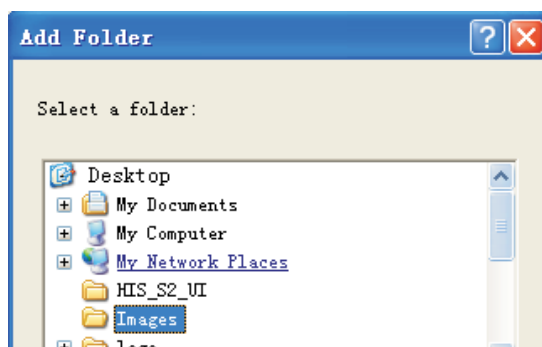 Add Folder
Select a folder:
Desktop
My Documents
My Computer
My Network Places
HIS_S2_UI
Images